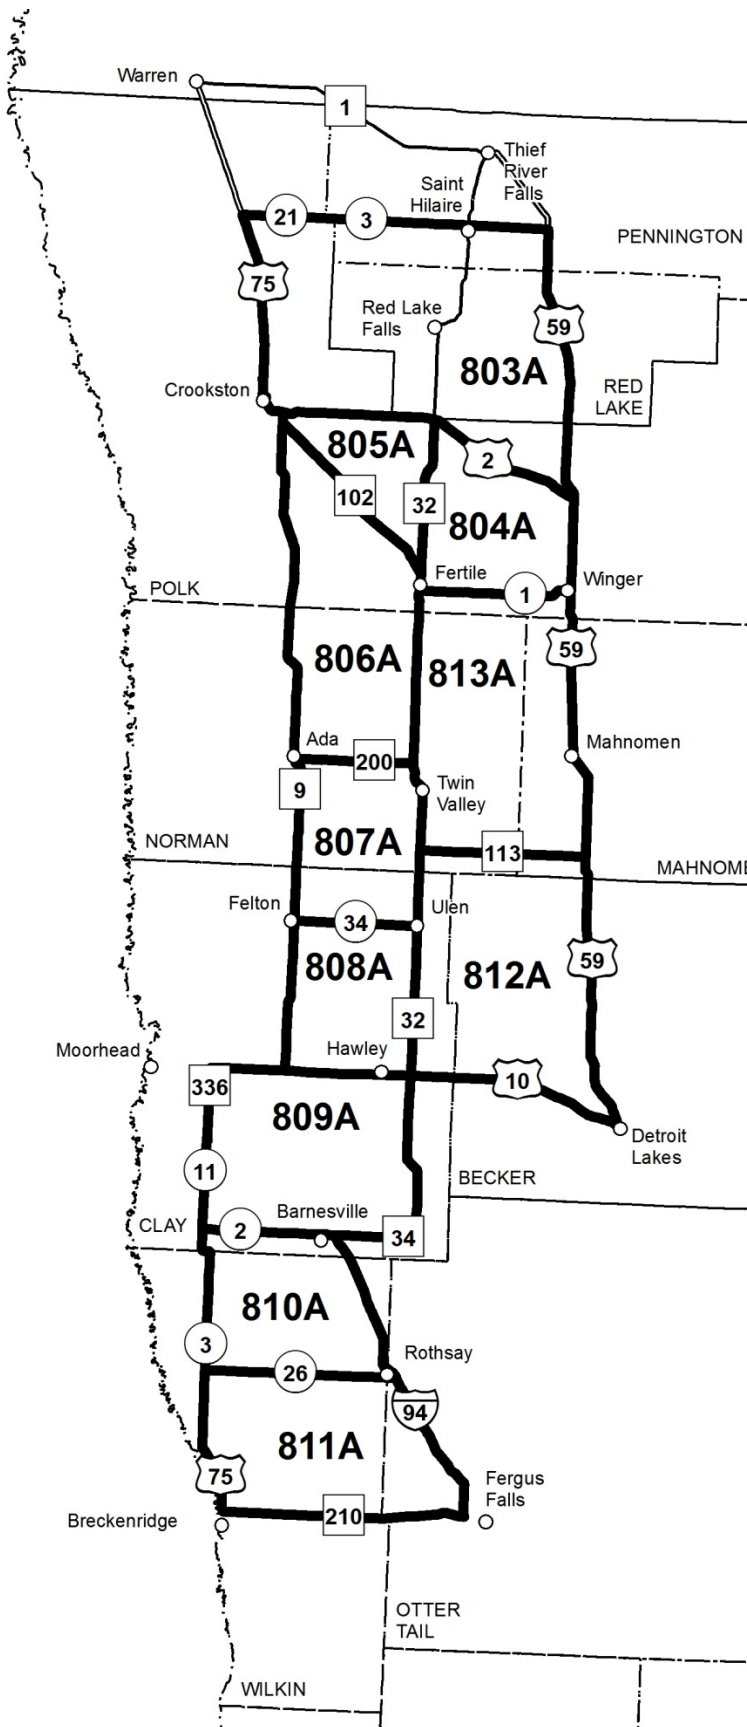 Warren
1
Thief
River
Falls
Saint
Hilaire
21
3
PENNINGTON
75
Red Lake
Falls
59
803A
RED
LAKE
Crookston
805A
2
102
32
804A
Fertile
1
Winger
POLK
59
806A
813A
Ada
Mahnomen
200
9
Twin
Valley
NORMAN
807A
113
MAHNOME
Felton
34
Ulen
808A
812A
59
32
Moorhead
Hawley
336
10
809A
Detroit
Lakes
11
BECKER
Barnesville
CLAY
2
34
810A
3
Rothsay
26
94
811A
75
Fergus
Falls
Breckenridge
210
OTTER
TAIL
WILKIN